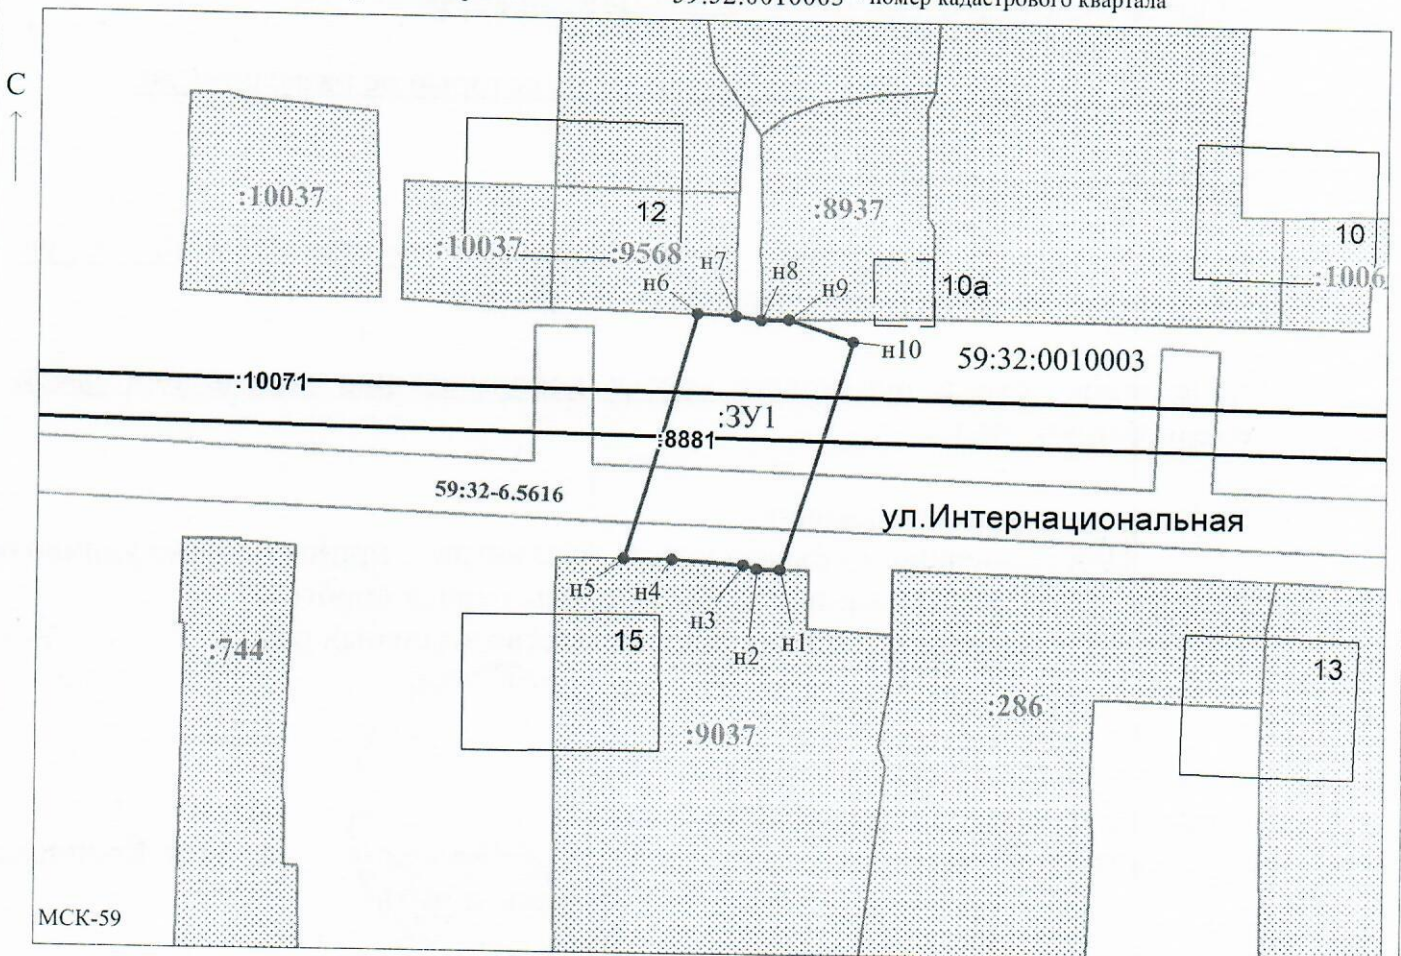 59:32:0010003 номер кадастрового квартала
С
:10037
12
:8937
10
:10037
:9568
:1006
н7
н8
н6
н9
10а
н10
59:32:0010003
:10071
:ЗУ1
:8881
59:32-6.5616
ул.Интернациональная
н5
н4
н3
н2
н1
:744
15
13
:286
:9037
МСК-59